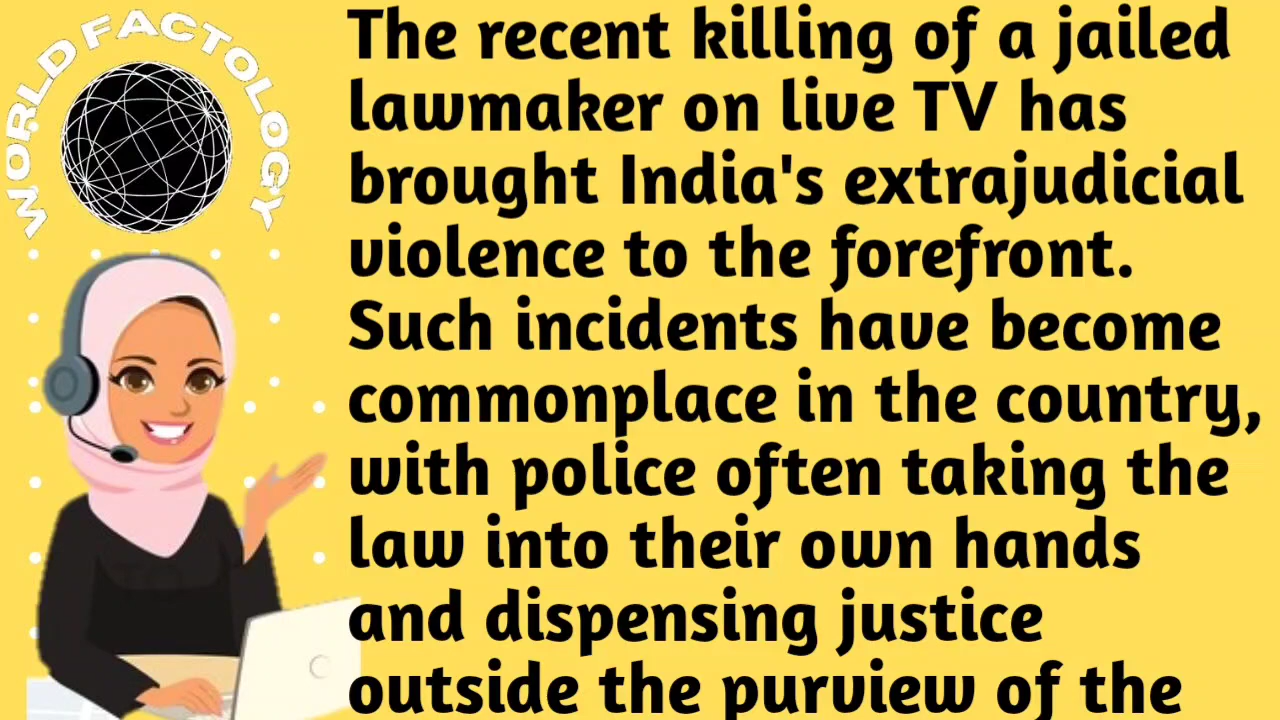 WORLD FACTOLOGY
The recent killing of a jailed
lawmaker on live TV has
brought India's extrajudicial
violence to the forefront.
Such incidents have become
commonplace in the country,
with police often taking the
law into their own hands
and dispensing justice
outside the purview of the